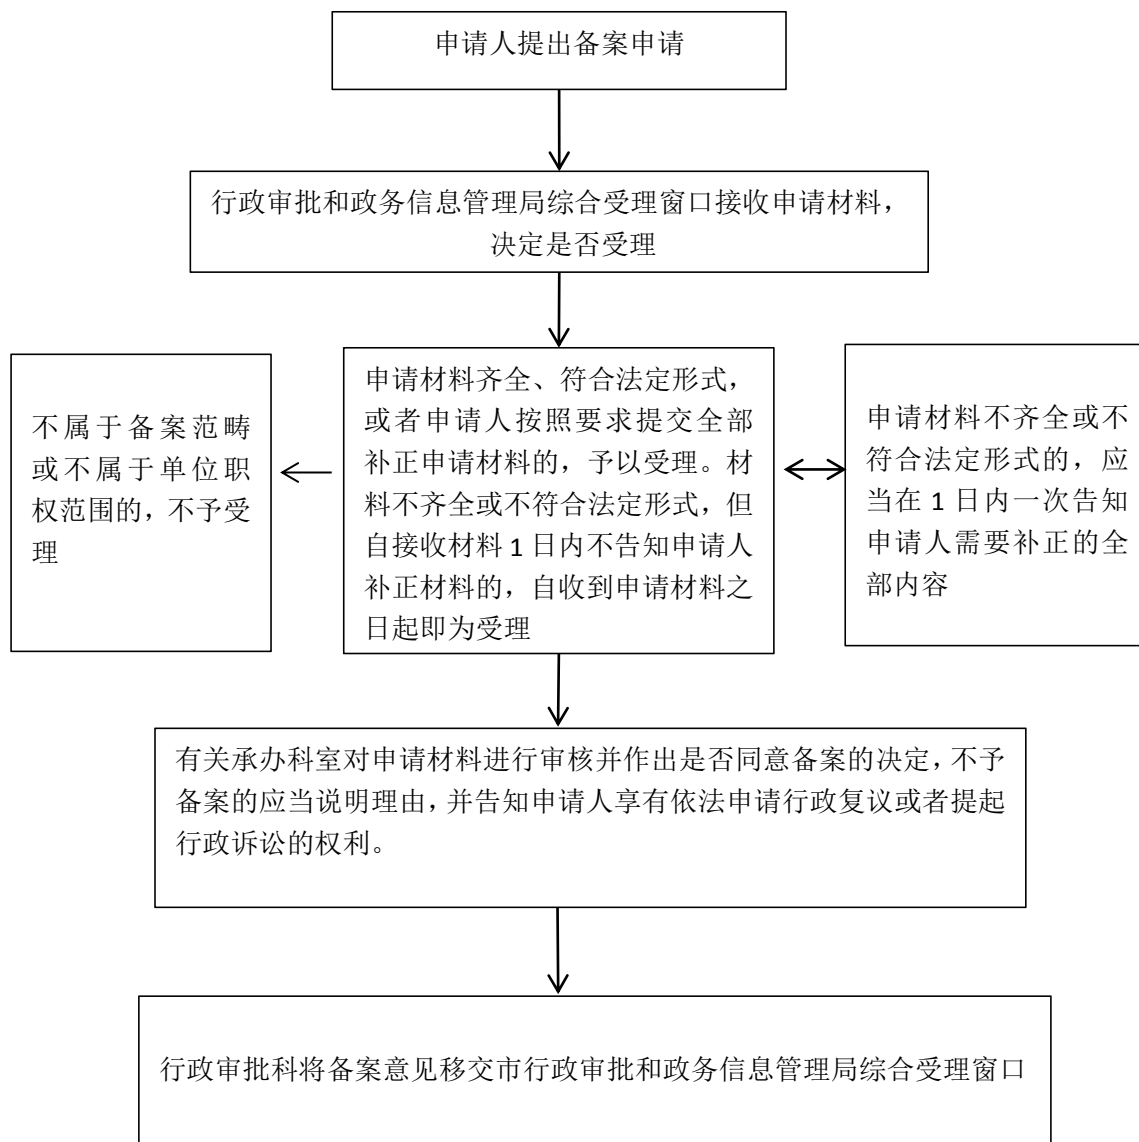 申请人提出备案申请
行政审批和政务信息管理局综合受理窗口接收申请材料，
决定是否受理
不属于备案范畴
或不属于单位职
权范围的，不予受
理
申请材料齐全、符合法定形式，
或者申请人按照要求提交全部
补正申请材料的，予以受理。材
料不齐全或不符合法定形式，但
自接收材料1日内不告知申请人
补正材料的，自收到申请材料之
日起即为受理
申请材料不齐全或不
符合法定形式的，应
当在1日内一次告知
申请人需要补正的全
部内容
有关承办科室对申请材料进行审核并作出是否同意备案的决定，不予
备案的应当说明理由，并告知申请人享有依法申请行政复议或者提起
行政诉讼的权利。
行政审批科将备案意见移交市行政审批和政务信息管理局综合受理窗口